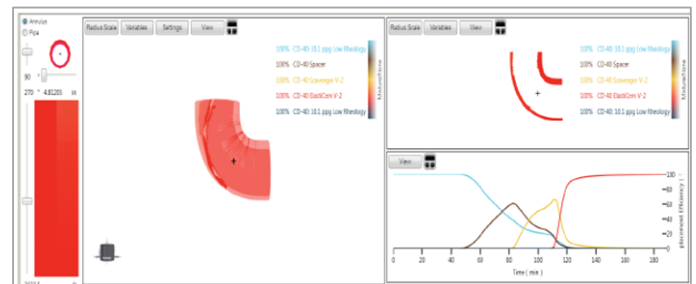 Annulus
Pipe
90 °
270 ° 4.81203 in
Radius Scale Variables Settings View
100% CD-40 10.1 ppg Low Rheology
100% CD-40 Spacer
100% CD-40 Scavenger V-2
100% CD-40 ElastiCem V-2
100% CD-40 10.1 ppg Low Rheology
Radius Scale Variables View
100% CD-40 10.1 ppg Low Rheology
100% CD-40 Spacer
100% CD-40 Scavenger V-2
100% CD-40 ElastiCem V-2
100% CD-40 10.1 ppg Low Rheology
View
100
80
60
40
20
0
Placement Efficiency (
0 20 40 60 80 100 120 140 160 180
Time ( min )